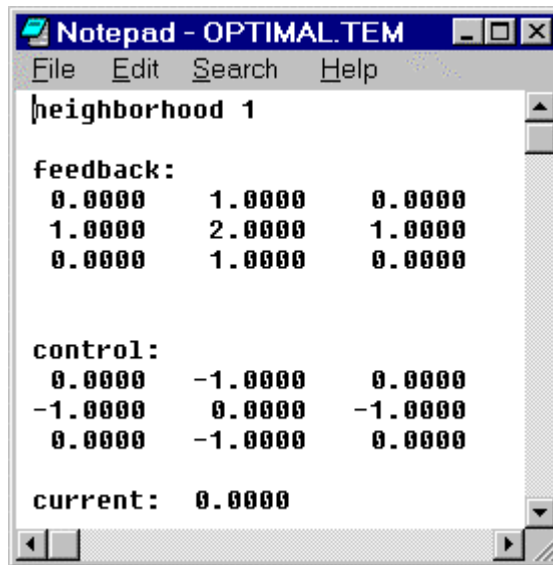 Notepad - OPTIMAL.TEM
File Edit Search Help
neighborhood 1
feedback:
0.0000 1.0000 0.0000
1.0000 2.0000 1.0000
0.0000 1.0000 0.0000
control:
0.0000 -1.0000 0.0000
-1.0000 0.0000 -1.0000
0.0000 -1.0000 0.0000
current: 0.0000